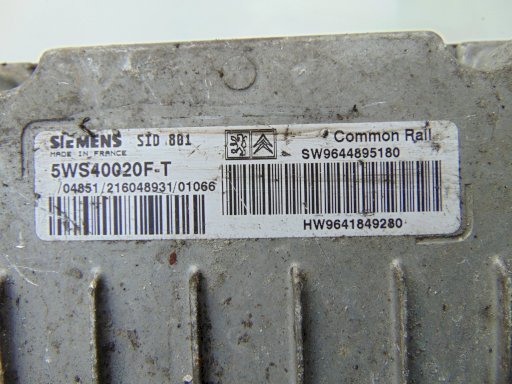 SIEMENS SID 801
MADE IN FRANCE
5WS40020F-T
/04851/216048931/01066
Common Rail
SW9644895180
HW9641849280